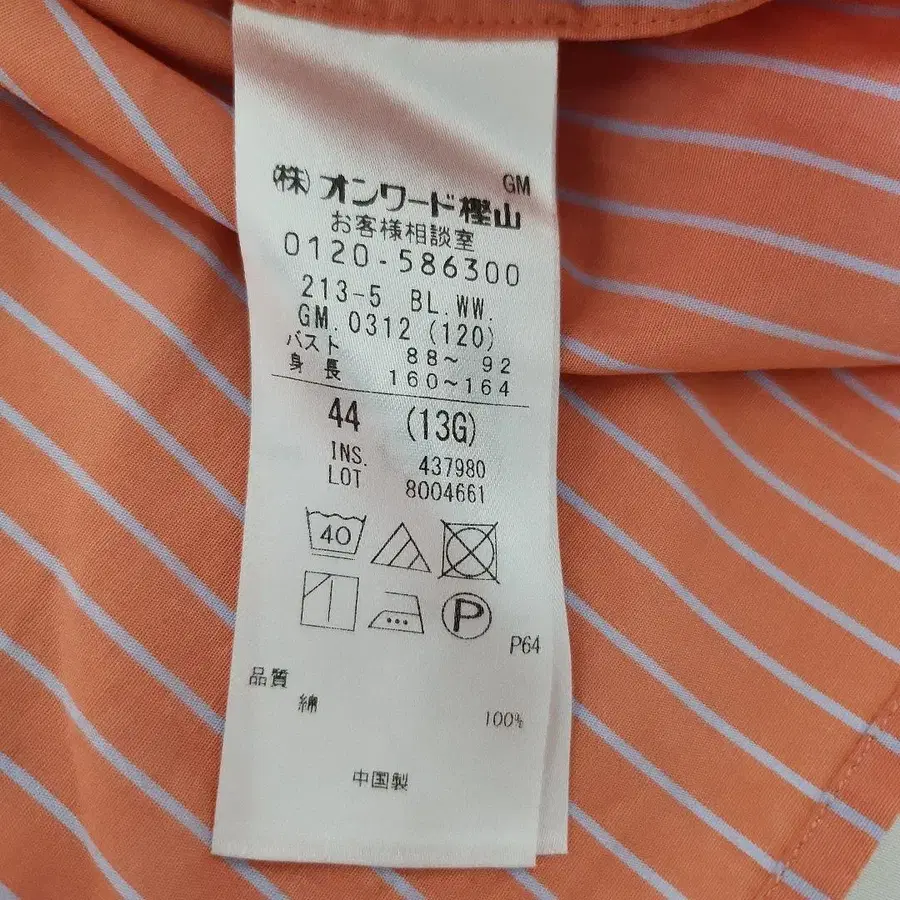 GM
(株)オンワード樫山
お客様相談室
0120-586300
213-5 BL.WW.
GM.0312(120)
バスト 88～92
身長 160～164
44 (13G)
INS. 437980
LOT 8004661
40
P
P64
品質
綿 100%
中国製